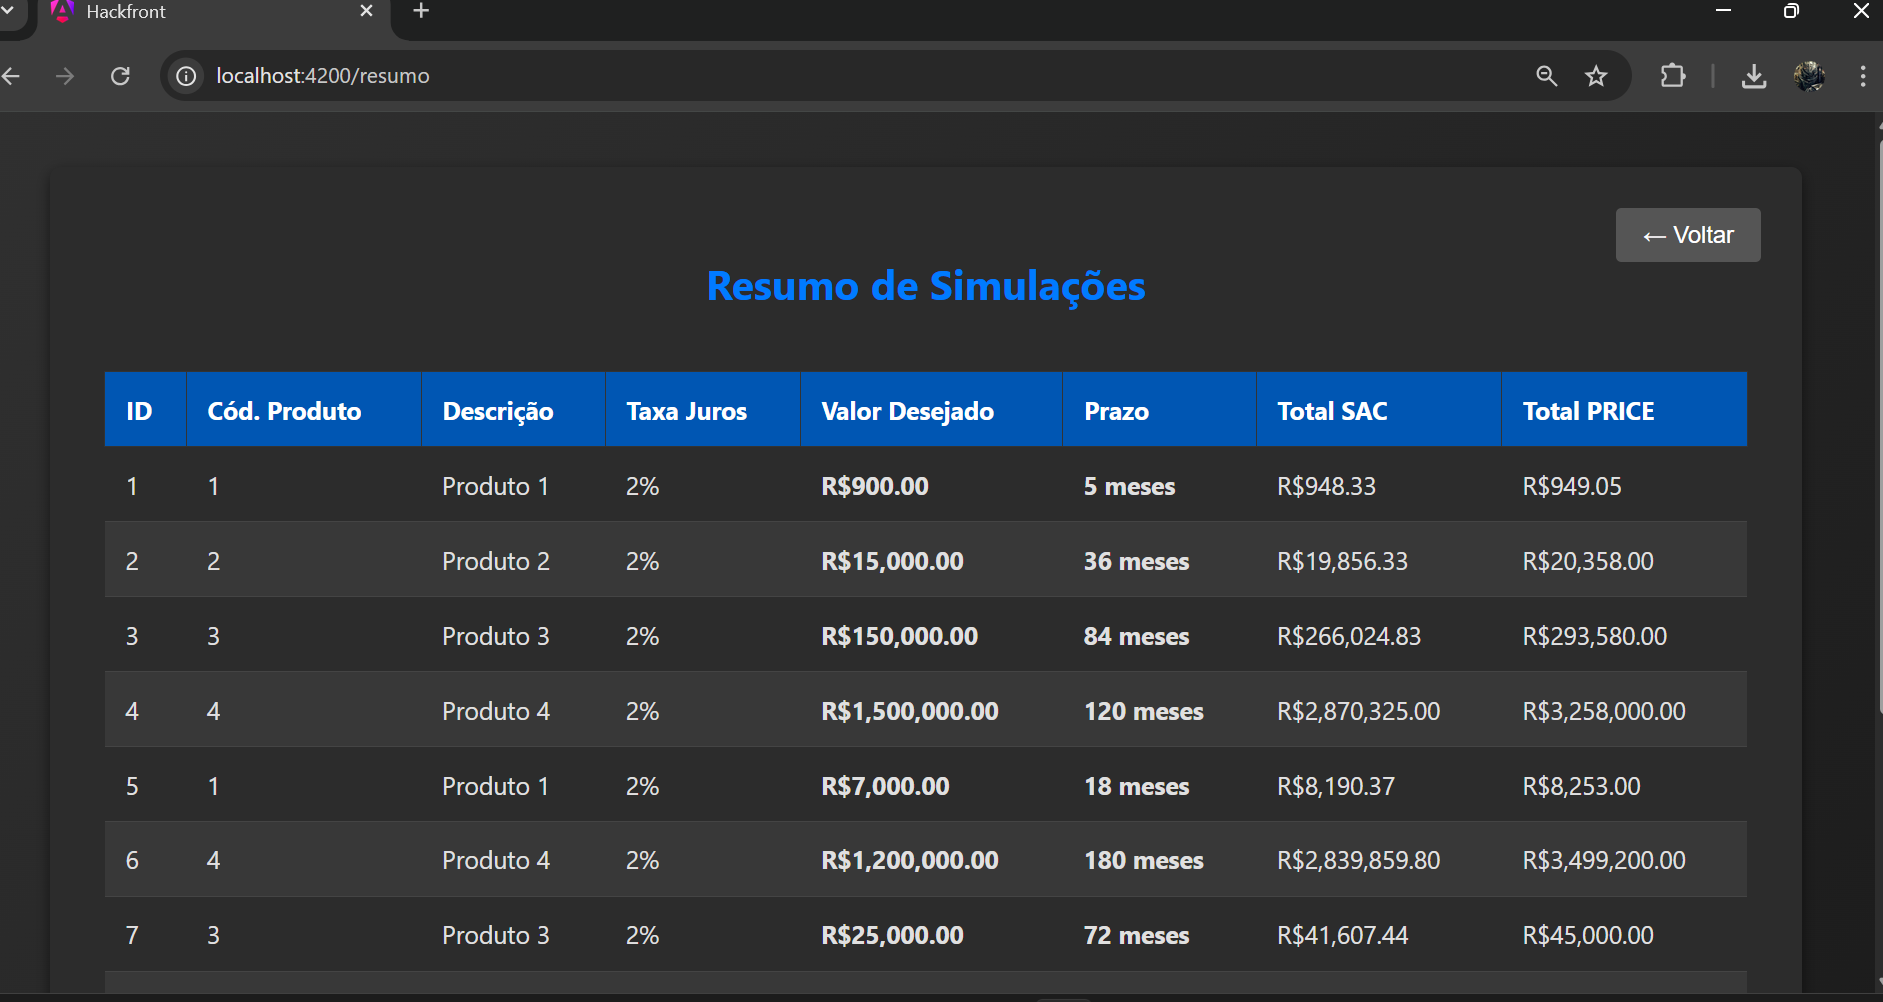 Hackfront
localhost:4200/resumo
← Voltar
Resumo de Simulações
ID Cód. Produto Descrição Taxa Juros Valor Desejado Prazo Total SAC Total PRICE
1 1 Produto 1 2% R$900.00 5 meses R$948.33 R$949.05
2 2 Produto 2 2% R$15,000.00 36 meses R$19,856.33 R$20,358.00
3 3 Produto 3 2% R$150,000.00 84 meses R$266,024.83 R$293,580.00
4 4 Produto 4 2% R$1,500,000.00 120 meses R$2,870,325.00 R$3,258,000.00
5 1 Produto 1 2% R$7,000.00 18 meses R$8,190.37 R$8,253.00
6 4 Produto 4 2% R$1,200,000.00 180 meses R$2,839,859.80 R$3,499,200.00
7 3 Produto 3 2% R$25,000.00 72 meses R$41,607.44 R$45,000.00